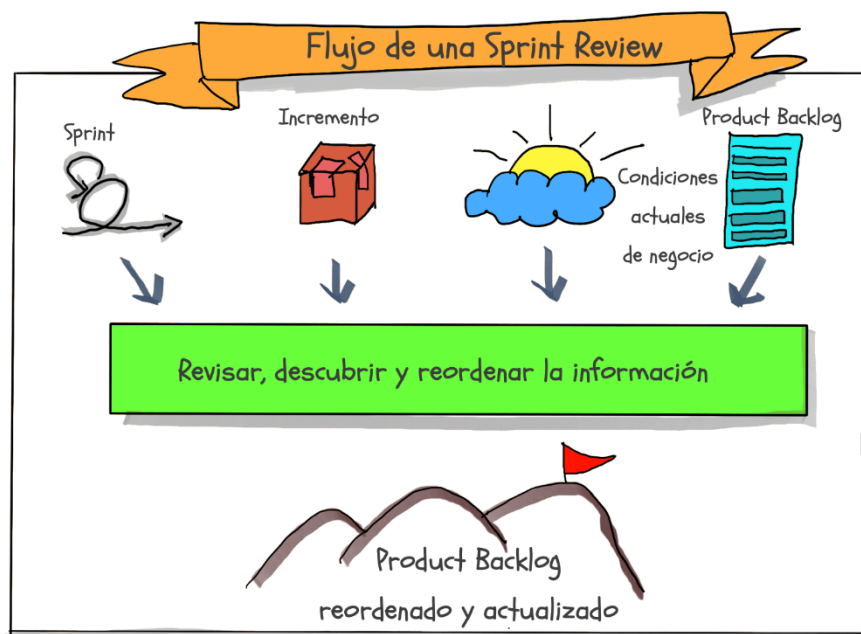 Flujo de una Sprint Review
Sprint
Incremento
Condiciones
actuales
de negocio
Product Backlog
Revisar, descubrir y reordenar la información
Product Backlog
reordenado y actualizado